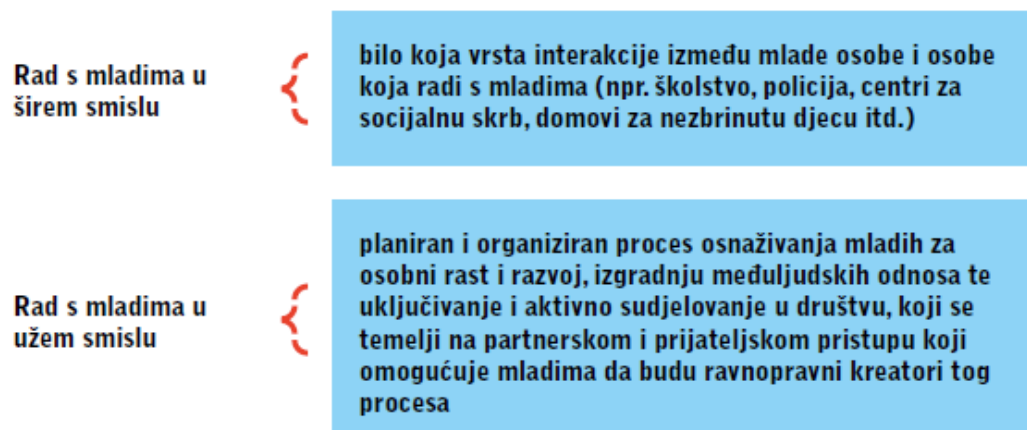 Rad s mladima u
širem smislu
bilo koja vrsta interakcije između mlade osobe i osobe
koja radi s mladima (npr. školstvo, policija, centri za
socijalnu skrb, domovi za nezbrinutu djecu itd.)
Rad s mladima u
užem smislu
planiran i organiziran proces osnaživanja mladih za
osobni rast i razvoj, izgradnju međuljudskih odnosa te
uključivanje i aktivno sudjelovanje u društvu, koji se
temelji na partnerskom i prijateljskom pristupu koji
omogućuje mladima da budu ravnopravni kreatori tog
procesa